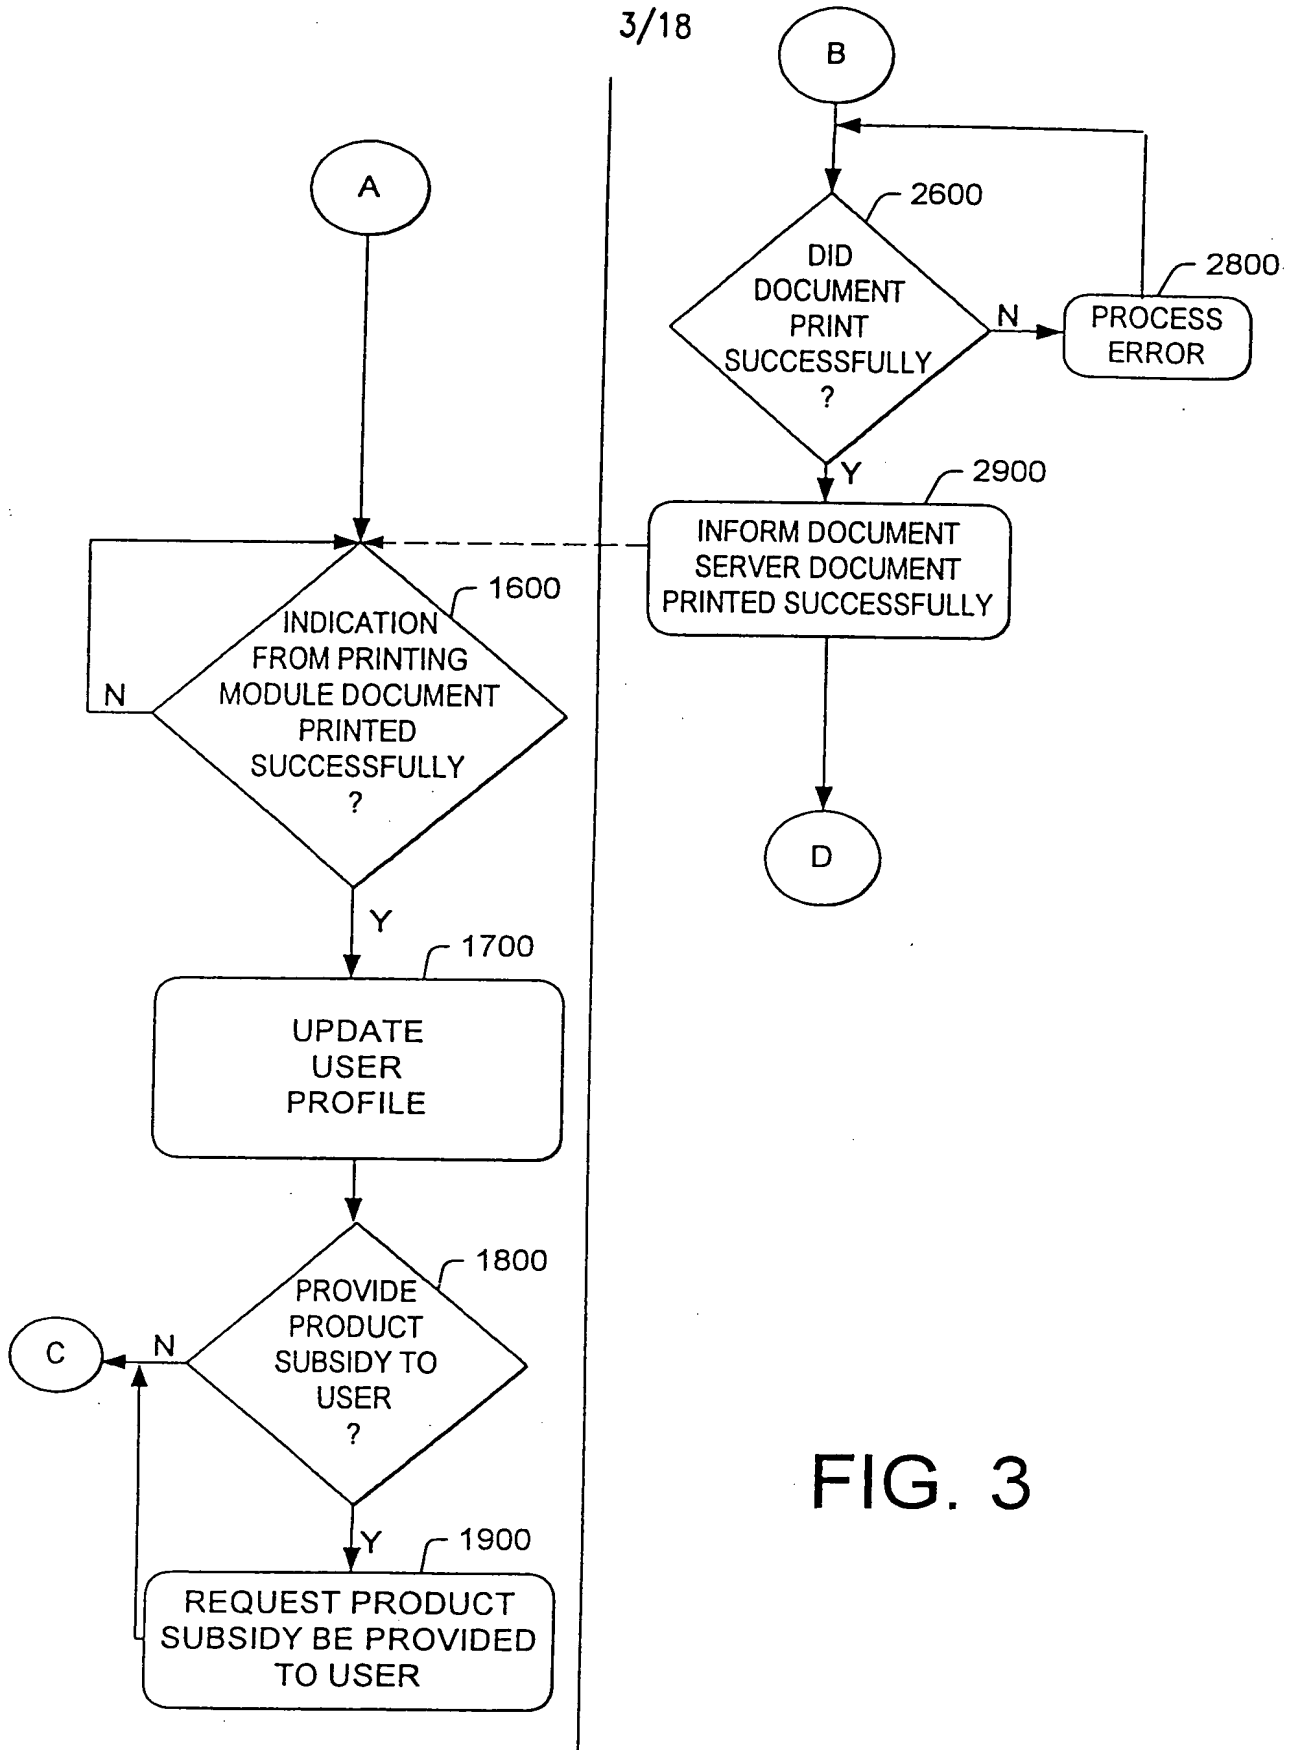 3/18
A
1600
INDICATION
FROM PRINTING
MODULE DOCUMENT
PRINTED
SUCCESSFULLY
?
N
Y
1700
UPDATE
USER
PROFILE
1800
PROVIDE
PRODUCT
SUBSIDY TO
USER
?
N
C
Y
1900
REQUEST PRODUCT
SUBSIDY BE PROVIDED
TO USER
B
2600
DID
DOCUMENT
PRINT
SUCCESSFULLY
?
N
2800
PROCESS
ERROR
Y
2900
INFORM DOCUMENT
SERVER DOCUMENT
PRINTED SUCCESSFULLY
D
FIG. 3